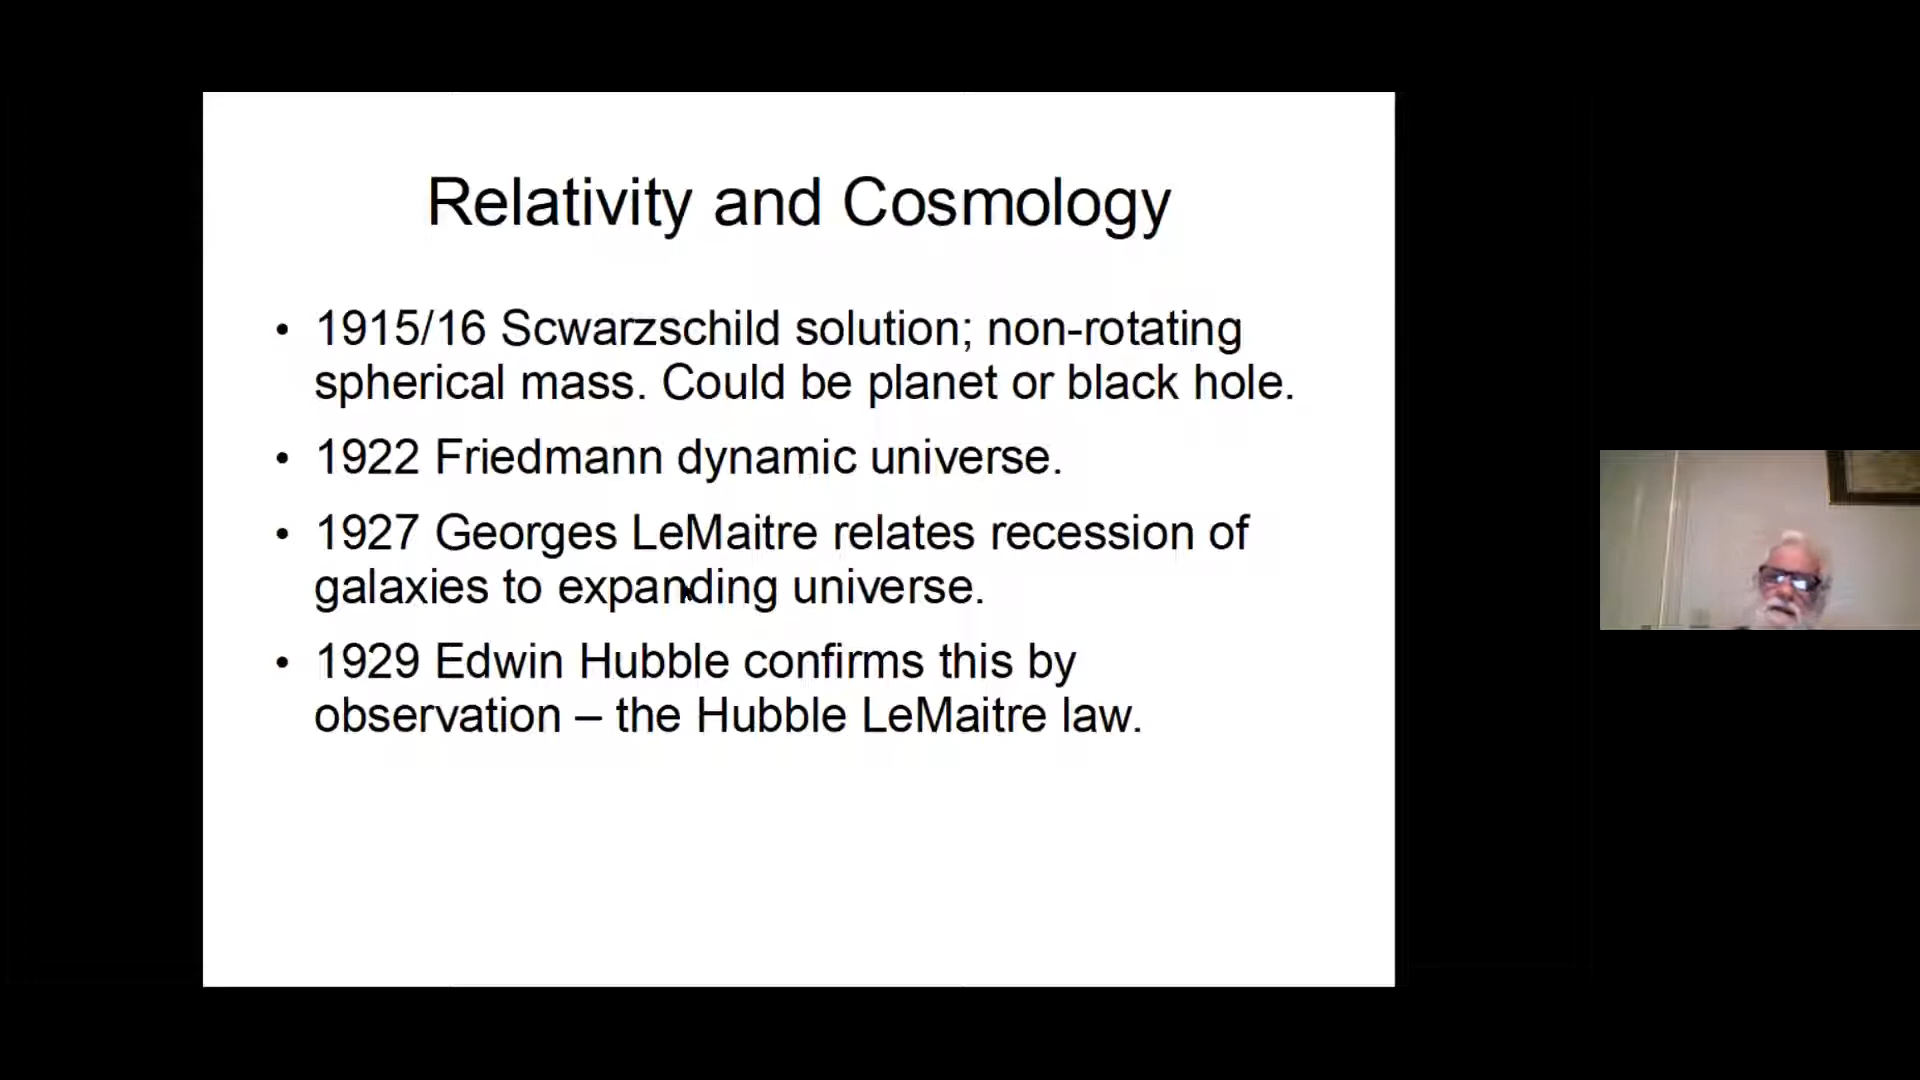 Relativity and Cosmology
• 1915/16 Scwarzschild solution; non-rotating
spherical mass. Could be planet or black hole.
• 1922 Friedmann dynamic universe.
• 1927 Georges LeMaitre relates recession of
galaxies to expanding universe.
• 1929 Edwin Hubble confirms this by
observation – the Hubble LeMaitre law.